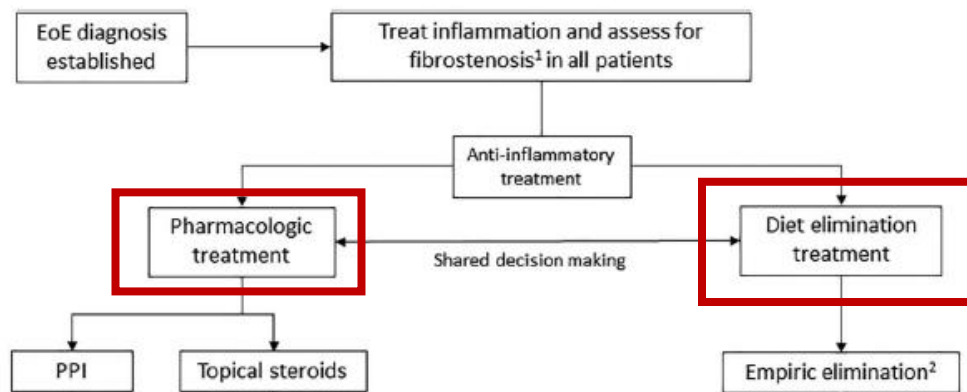 EoE diagnosis
established
Treat inflammation and assess for
fibrostenosis¹ in all patients
Anti-inflammatory
treatment
Pharmacologic
treatment
Shared decision making
Diet elimination
treatment
PPI
Topical steroids
Empiric elimination²